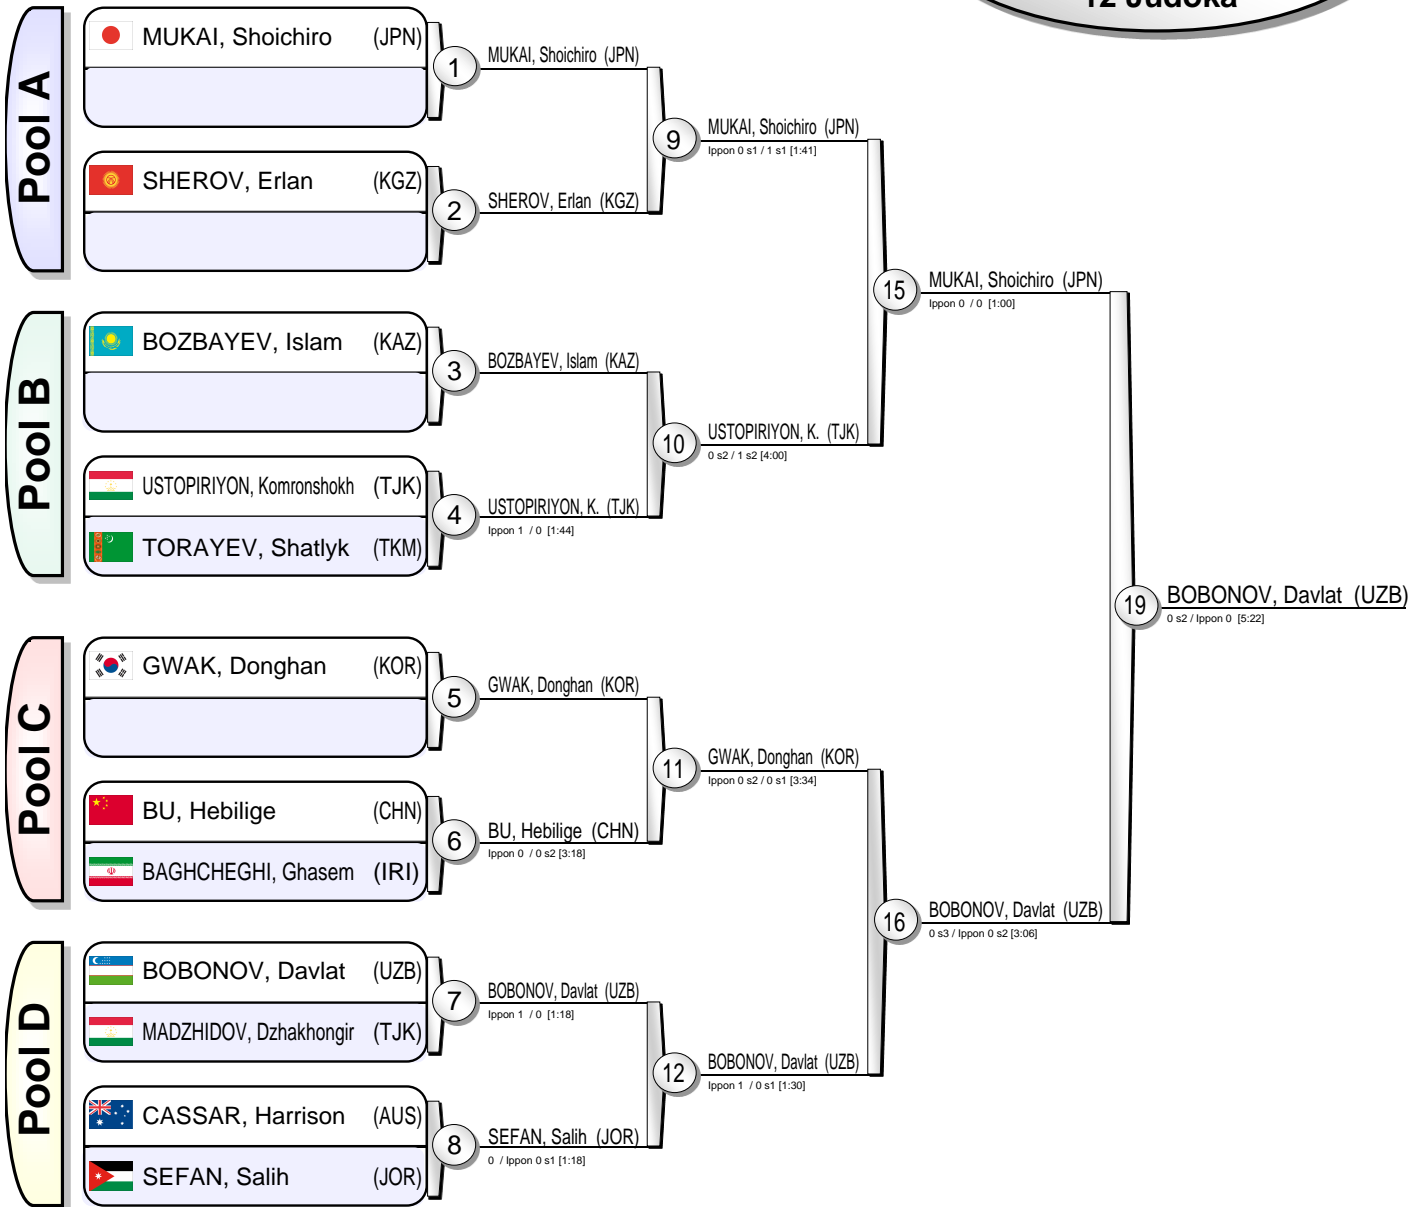 12 Judoka
Pool A
MUKAI, Shoichiro (JPN)
SHEROV, Erlan (KGZ)
1
MUKAI, Shoichiro (JPN)
2
SHEROV, Erlan (KGZ)
9
MUKAI, Shoichiro (JPN)
Ippon 0 s1 / 1 s1 [1:41]
Pool B
BOZBAYEV, Islam (KAZ)
USTOPIRIYON, Komronshokh (TJK)
TORAYEV, Shatlyk (TKM)
3
BOZBAYEV, Islam (KAZ)
4
USTOPIRIYON, K. (TJK)
Ippon 1 / 0 [1:44]
10
USTOPIRIYON, K. (TJK)
0 s2 / 1 s2 [4:00]
15
MUKAI, Shoichiro (JPN)
Ippon 0 / 0 [1:00]
Pool C
GWAK, Donghan (KOR)
BU, Hebilige (CHN)
BAGHCHEGHI, Ghasem (IRI)
5
GWAK, Donghan (KOR)
6
BU, Hebilige (CHN)
Ippon 0 / 0 s2 [3:18]
11
GWAK, Donghan (KOR)
Ippon 0 s2 / 0 s1 [3:34]
Pool D
BOBONOV, Davlat (UZB)
MADZHIDOV, Dzhakhongir (TJK)
CASSAR, Harrison (AUS)
SEFAN, Salih (JOR)
7
BOBONOV, Davlat (UZB)
Ippon 1 / 0 [1:18]
8
SEFAN, Salih (JOR)
0 / Ippon 0 s1 [1:18]
12
BOBONOV, Davlat (UZB)
Ippon 1 / 0 s1 [1:30]
16
BOBONOV, Davlat (UZB)
0 s3 / Ippon 0 s2 [3:06]
19
BOBONOV, Davlat (UZB)
0 s2 / Ippon 0 [5:22]